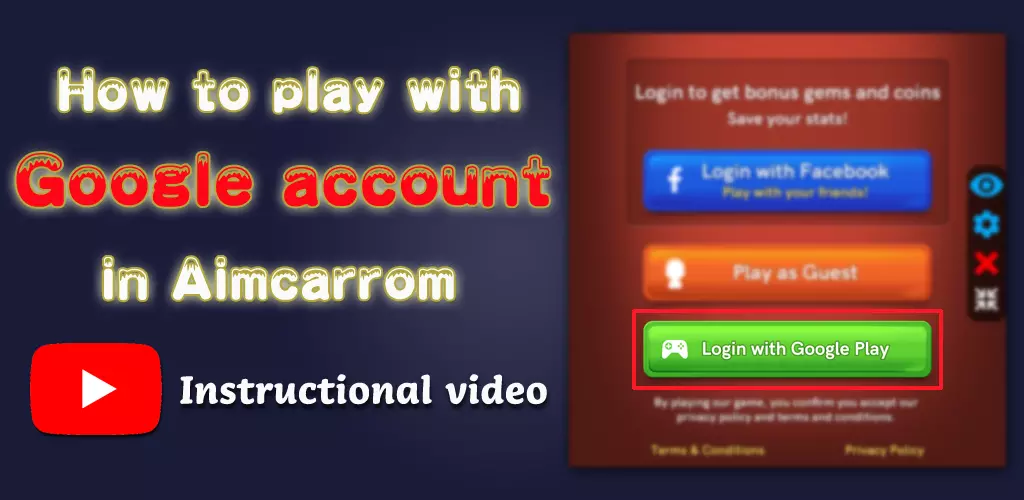 How to play with
Google account
in Aimcarrom
Instructional video
Login to get bonus gems and coins
Save your stats!
Login with Facebook
Play with your friends!
Play as Guest
Login with Google Play
By playing our game, you confirm you accept our
privacy policy and terms and conditions.
Terms & Conditions
Privacy Policy